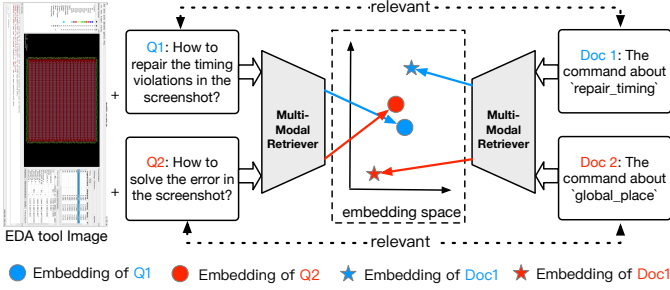 relevant
Q1: How to
repair the timing
violations in the
screenshot?
+
Multi-
Modal
Retriever
Multi-
Modal
Retriever
Doc 1:
The
command about
`repair_timing`
Q2: How to
solve the error in
the screenshot?
+
Doc 2: The
command about
`global_place`
embedding space
EDA tool Image
relevant
Embedding of Q1
Embedding of Q2
Embedding of Doc1
Embedding of Doc1